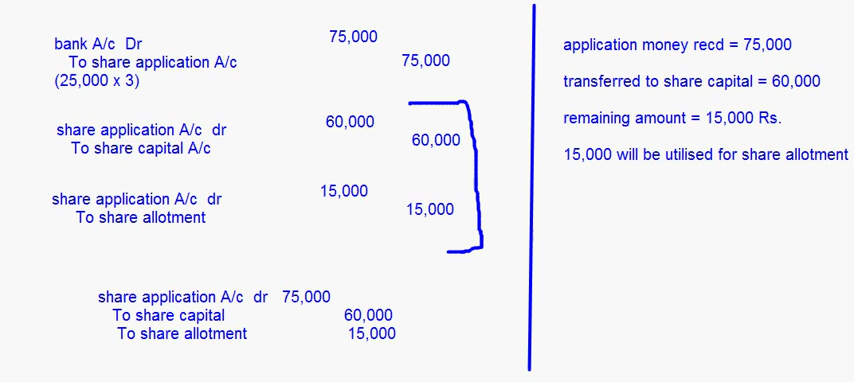 bank A/c Dr 75,000
To share application A/c 75,000
(25,000 x 3)
share application A/c dr 60,000
To share capital A/c 60,000
share application A/c dr 15,000
To share allotment 15,000
share application A/c dr 75,000
To share capital 60,000
To share allotment 15,000
application money recd = 75,000
transferred to share capital = 60,000
remaining amount = 15,000 Rs.
15,000 will be utilised for share allotment